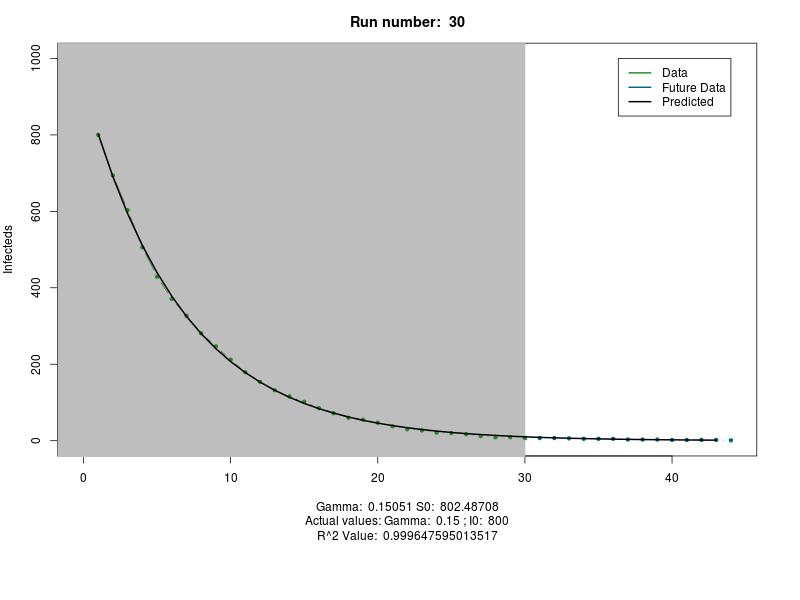 Run number: 30
1000
800
600
400
200
0
Infecteds
Data
Future Data
Predicted
0 10 20 30 40
Gamma: 0.15051 S0: 802.48708
Actual values: Gamma: 0.15 ; I0: 800
R^2 Value: 0.999647595013517